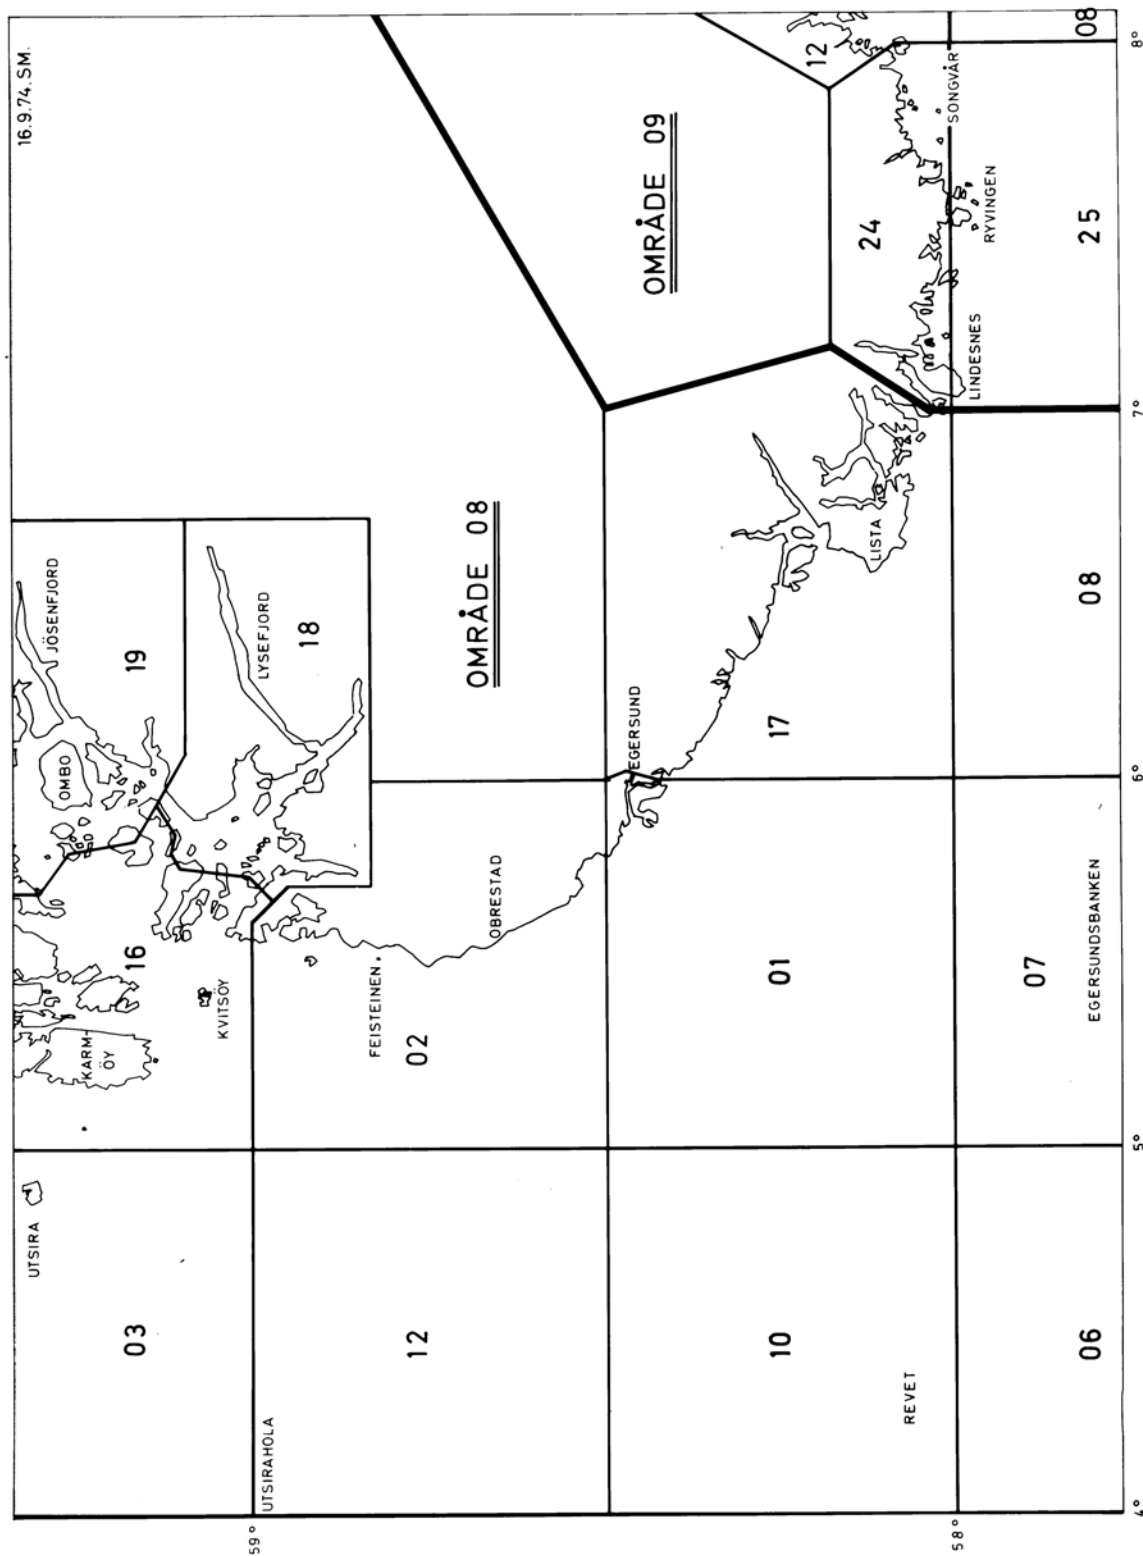 16.9.74.SM.
UTSIRA
KARM-
ÖY
OMBO
JÖSENFJORD
03
16
19
KVITSÖY
LYSEFJORD
18
59°
UTSIRAHOLA
FEISTEINEN.
12
02
OBRESTAD
OMRÅDE 08
OMRÅDE 09
12
EGERSUND
10
01
17
LISTA
24
REVET
58°
LINDESNES
RYVINGEN
SONGVÅR
06
07
EGERSUNDSBANKEN
08
25
08
4°
5°
6°
7°
8°